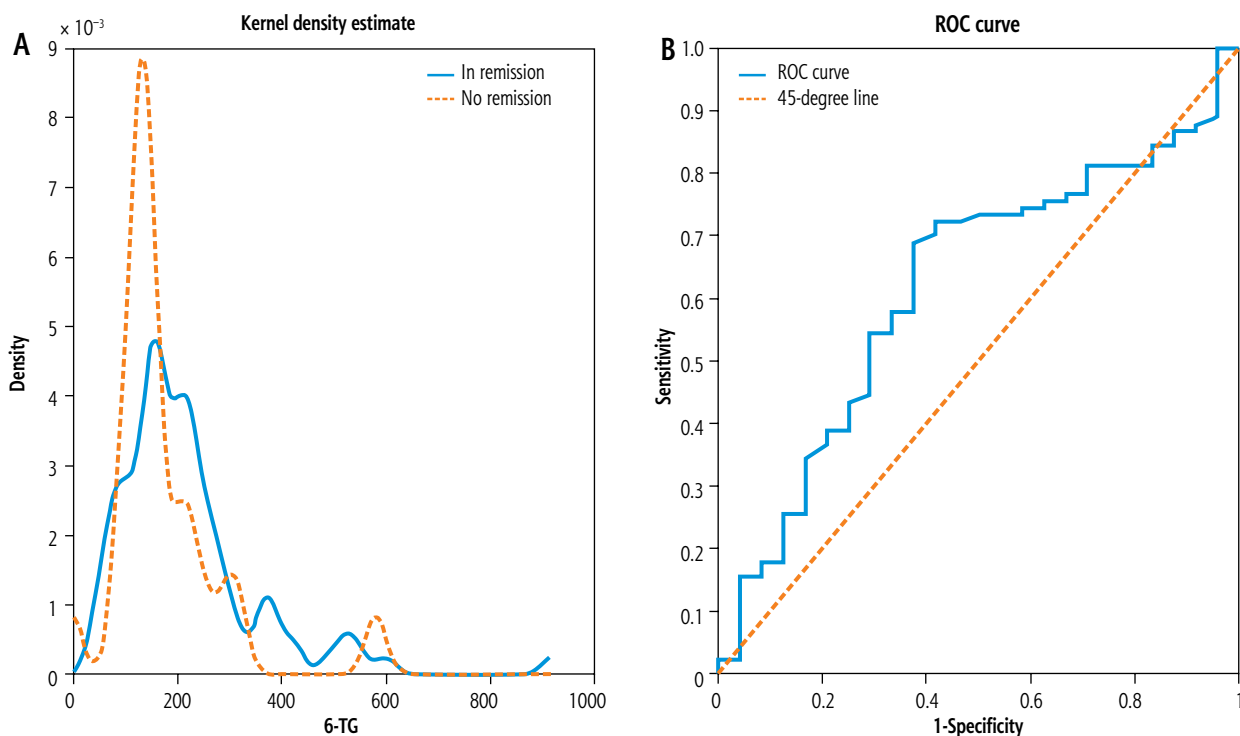 A
Kernel density estimate
× 10⁻³
In remission
No remission
9
8
7
6
5
4
3
2
1
0
Density
0 200 400 600 800 1000
6-TG
B
ROC curve
ROC curve
45-degree line
1.0
0.9
0.8
0.7
0.6
0.5
0.4
0.3
0.2
0.1
0
Sensitivity
0 0.2 0.4 0.6 0.8 1
1-Specificity